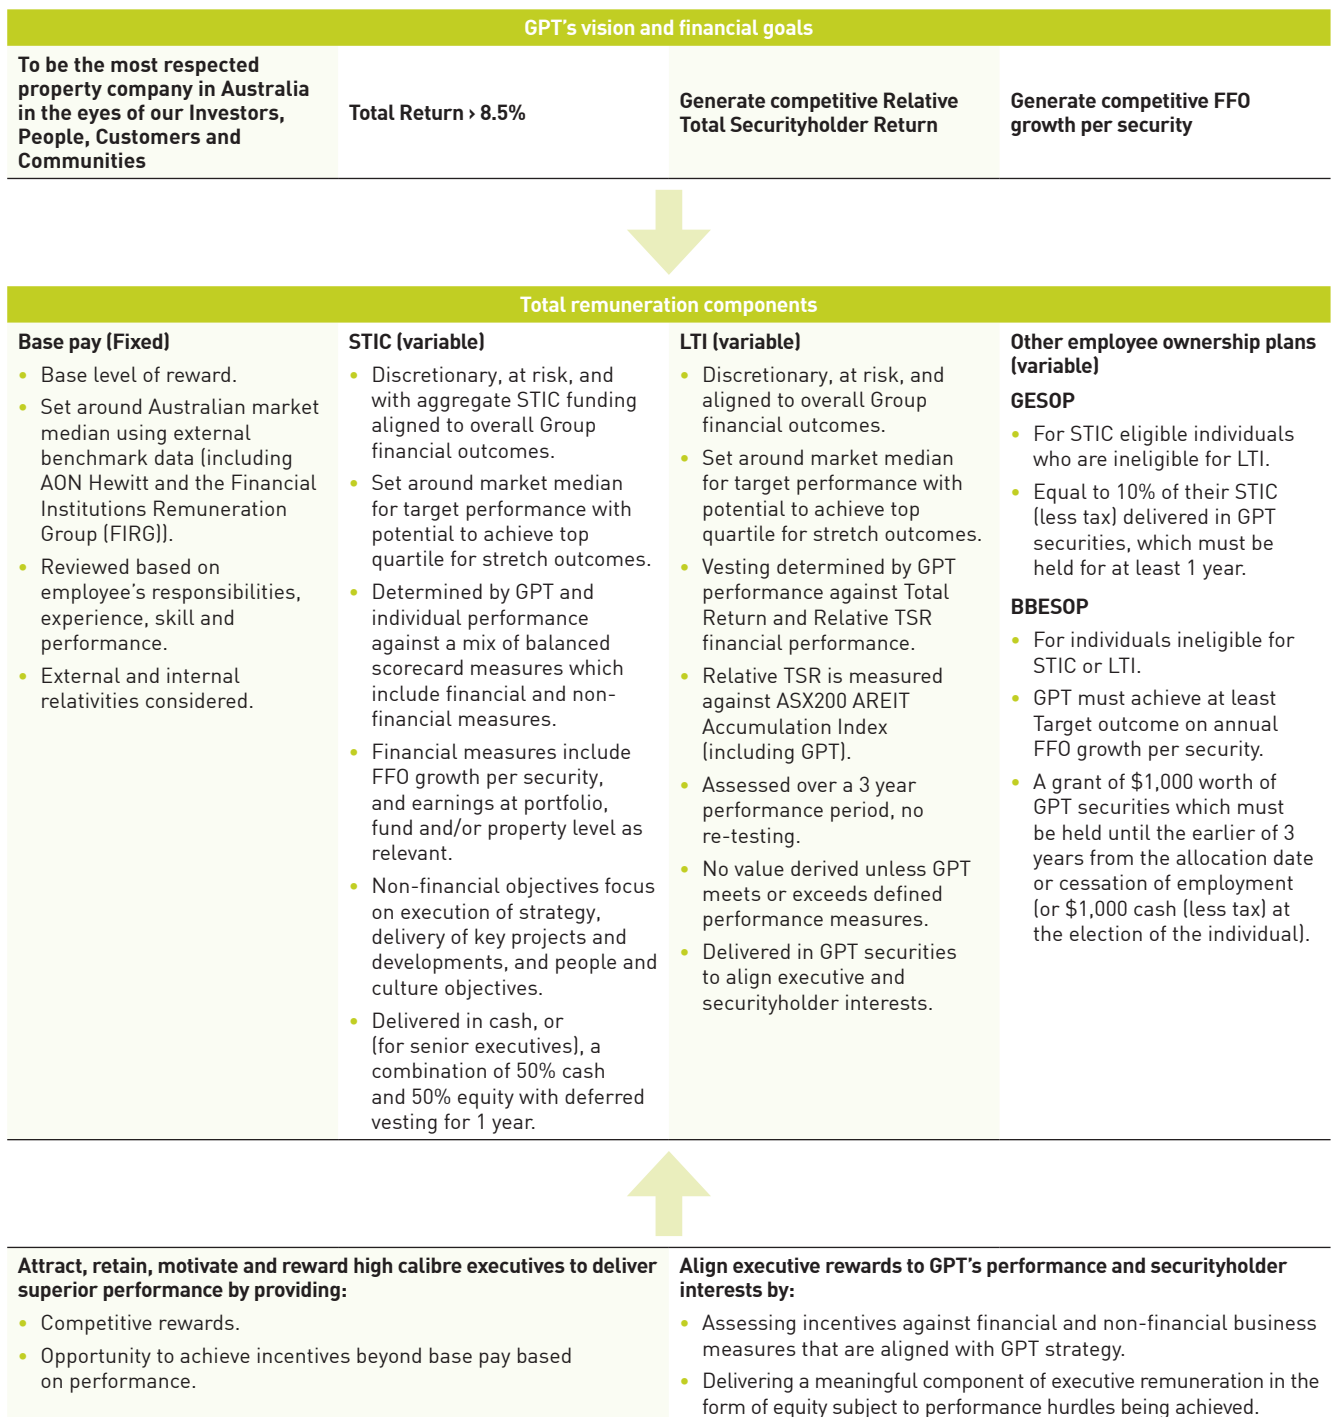 GPT's vision and financial goals
To be the most respected
property company in Australia
in the eyes of our Investors,
People, Customers and
Communities
Total Return › 8.5%
Generate competitive Relative
Total Securityholder Return
Generate competitive FFO
growth per security
Total remuneration components
Base pay (Fixed)
• Base level of reward.
• Set around Australian market
median using external
benchmark data (including
AON Hewitt and the Financial
Institutions Remuneration
Group (FIRG)).
• Reviewed based on
employee's responsibilities,
experience, skill and
performance.
• External and internal
relativities considered.
STIC (variable)
• Discretionary, at risk, and
with aggregate STIC funding
aligned to overall Group
financial outcomes.
• Set around market median
for target performance with
potential to achieve top
quartile for stretch outcomes.
• Determined by GPT and
individual performance
against a mix of balanced
scorecard measures which
include financial and non-
financial measures.
• Financial measures include
FFO growth per security,
and earnings at portfolio,
fund and/or property level as
relevant.
• Non-financial objectives focus
on execution of strategy,
delivery of key projects and
developments, and people and
culture objectives.
• Delivered in cash, or
(for senior executives), a
combination of 50% cash
and 50% equity with deferred
vesting for 1 year.
LTI (variable)
• Discretionary, at risk, and
aligned to overall Group
financial outcomes.
• Set around market median
for target performance with
potential to achieve top
quartile for stretch outcomes.
• Vesting determined by GPT
performance against Total
Return and Relative TSR
financial performance.
• Relative TSR is measured
against ASX200 AREIT
Accumulation Index
(including GPT).
• Assessed over a 3 year
performance period, no
re-testing.
• No value derived unless GPT
meets or exceeds defined
performance measures.
• Delivered in GPT securities
to align executive and
securityholder interests.
Other employee ownership plans
(variable)
GESOP
• For STIC eligible individuals
who are ineligible for LTI.
• Equal to 10% of their STIC
(less tax) delivered in GPT
securities, which must be
held for at least 1 year.
BBESOP
• For individuals ineligible for
STIC or LTI.
• GPT must achieve at least
Target outcome on annual
FFO growth per security.
• A grant of $1,000 worth of
GPT securities which must
be held until the earlier of 3
years from the allocation date
or cessation of employment
(or $1,000 cash (less tax) at
the election of the individual).
Attract, retain, motivate and reward high calibre executives to deliver
superior performance by providing:
• Competitive rewards.
• Opportunity to achieve incentives beyond base pay based
on performance.
Align executive rewards to GPT's performance and securityholder
interests by:
• Assessing incentives against financial and non-financial business
measures that are aligned with GPT strategy.
• Delivering a meaningful component of executive remuneration in the
form of equity subject to performance hurdles being achieved.